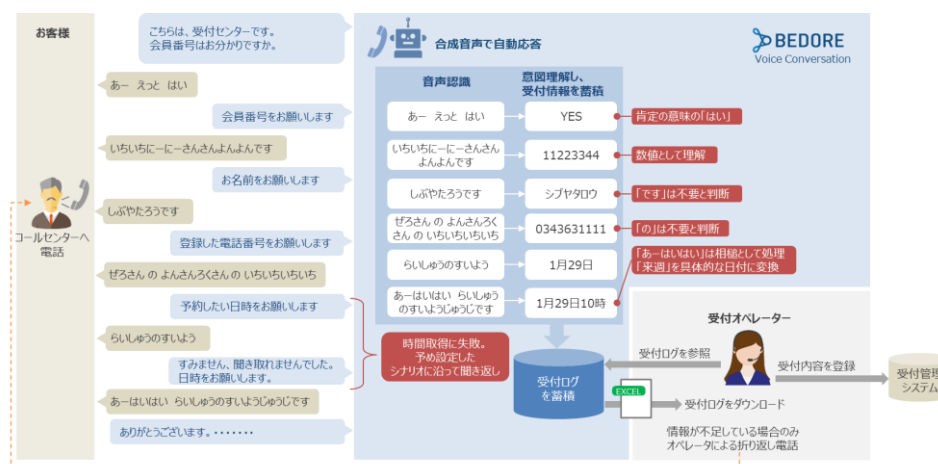 お客様
こちらは、受付センターです。
会員番号はお分かりですか。
あー えっと はい
会員番号をお願いします
いちいちにーにーさんさんよんよんです
お名前をお願いします
しぶやたろうです
コールセンターへ
電話
登録した電話番号をお願いします
ぜろさん の よんさんろくさん の いちいちいちいち
予約したい日時をお願いします
らいしゅうのすいよう
すみません、聞き取れませんでした。
日時をお願いします。
あーはいはい らいしゅうのすいようじゅうじです
ありがとうございます。・・・・・・・
時間取得に失敗。
予め設定した
シナリオに沿って聞き返し
合成音声で自動応答
BEDORE
Voice Conversation
音声認識
意図理解し、
受付情報を蓄積
あー えっと はい
YES
肯定の意味の「はい」
いちいちにーにーさんさん
よんよんです
11223344
数値として理解
しぶやたろうです
シブヤタロウ
「です」は不要と判断
ぜろさん の よんさんろく
さん の いちいちいちいち
0343631111
「の」は不要と判断
らいしゅうのすいよう
1月29日
「あーはいはい」は相槌として処理
「来週」を具体的な日付に変換
あーはいはい らいしゅう
のすいようじゅうじです
1月29日10時
受付オペレーター
受付ログを参照
受付内容を登録
受付管理
システム
受付ログ
を蓄積
EXCEL
受付ログをダウンロード
情報が不足している場合のみ
オペレータによる折り返し電話